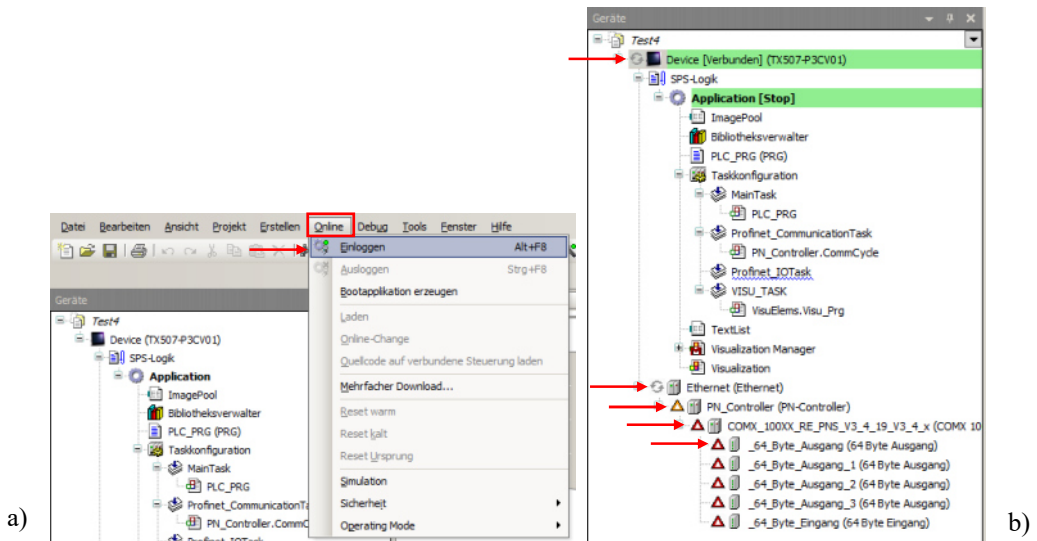 a)
Datei Bearbeiten Ansicht Projekt Erstellen Online Debug Tools Fenster Hilfe
Einloggen Alt+F8
Ausloggen Strg+F8
Bootapplikation erzeugen
Laden
Online-Change
Quellcode auf verbundene Steuerung laden
Mehrfacher Download...
Reset warm
Reset kalt
Reset Ursprung
Simulation
Sicherheit
Operating Mode
Geräte
Test4
Device (TX507-P3CV01)
SPS-Logik
Application
ImagePool
Bibliotheksverwalter
PLC_PRG (PRG)
Taskkonfiguration
MainTask
PLC_PRG
Profinet_CommunicationTa
PN_Controller.CommC
Profinet_IOTask
Geräte
Test4
Device [Verbunden] (TX507-P3CV01)
SPS-Logik
Application [Stop]
ImagePool
Bibliotheksverwalter
PLC_PRG (PRG)
Taskkonfiguration
MainTask
PLC_PRG
Profinet_CommunicationTask
PN_Controller.CommCycle
Profinet_IOTask
VISU_TASK
VisuElems.Visu_Prg
TextList
Visualization Manager
Visualization
Ethernet (Ethernet)
PN_Controller (PN-Controller)
COMX_100XX_RE_PNS_V3_4_19_V3_4_x (COMX 10
_64_Byte_Ausgang (64 Byte Ausgang)
_64_Byte_Ausgang_1 (64 Byte Ausgang)
_64_Byte_Ausgang_2 (64 Byte Ausgang)
_64_Byte_Ausgang_3 (64 Byte Ausgang)
_64_Byte_Eingang (64 Byte Eingang)
b)